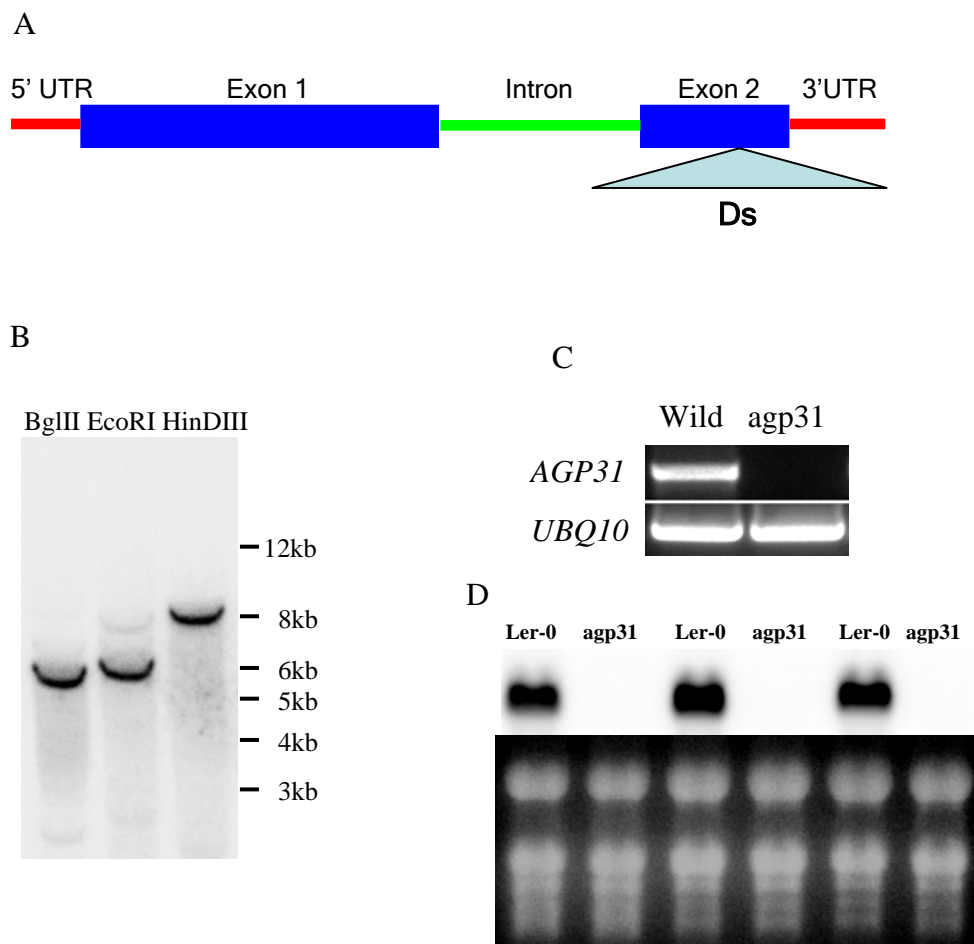 A
5’ UTR Exon 1 Intron Exon 2 3’UTR
Ds
B
BglII EcoRI HinDIII
12kb
8kb
6kb
5kb
4kb
3kb
C
Wild agp31
AGP31
UBQ10
D
Ler-0 agp31 Ler-0 agp31 Ler-0 agp31